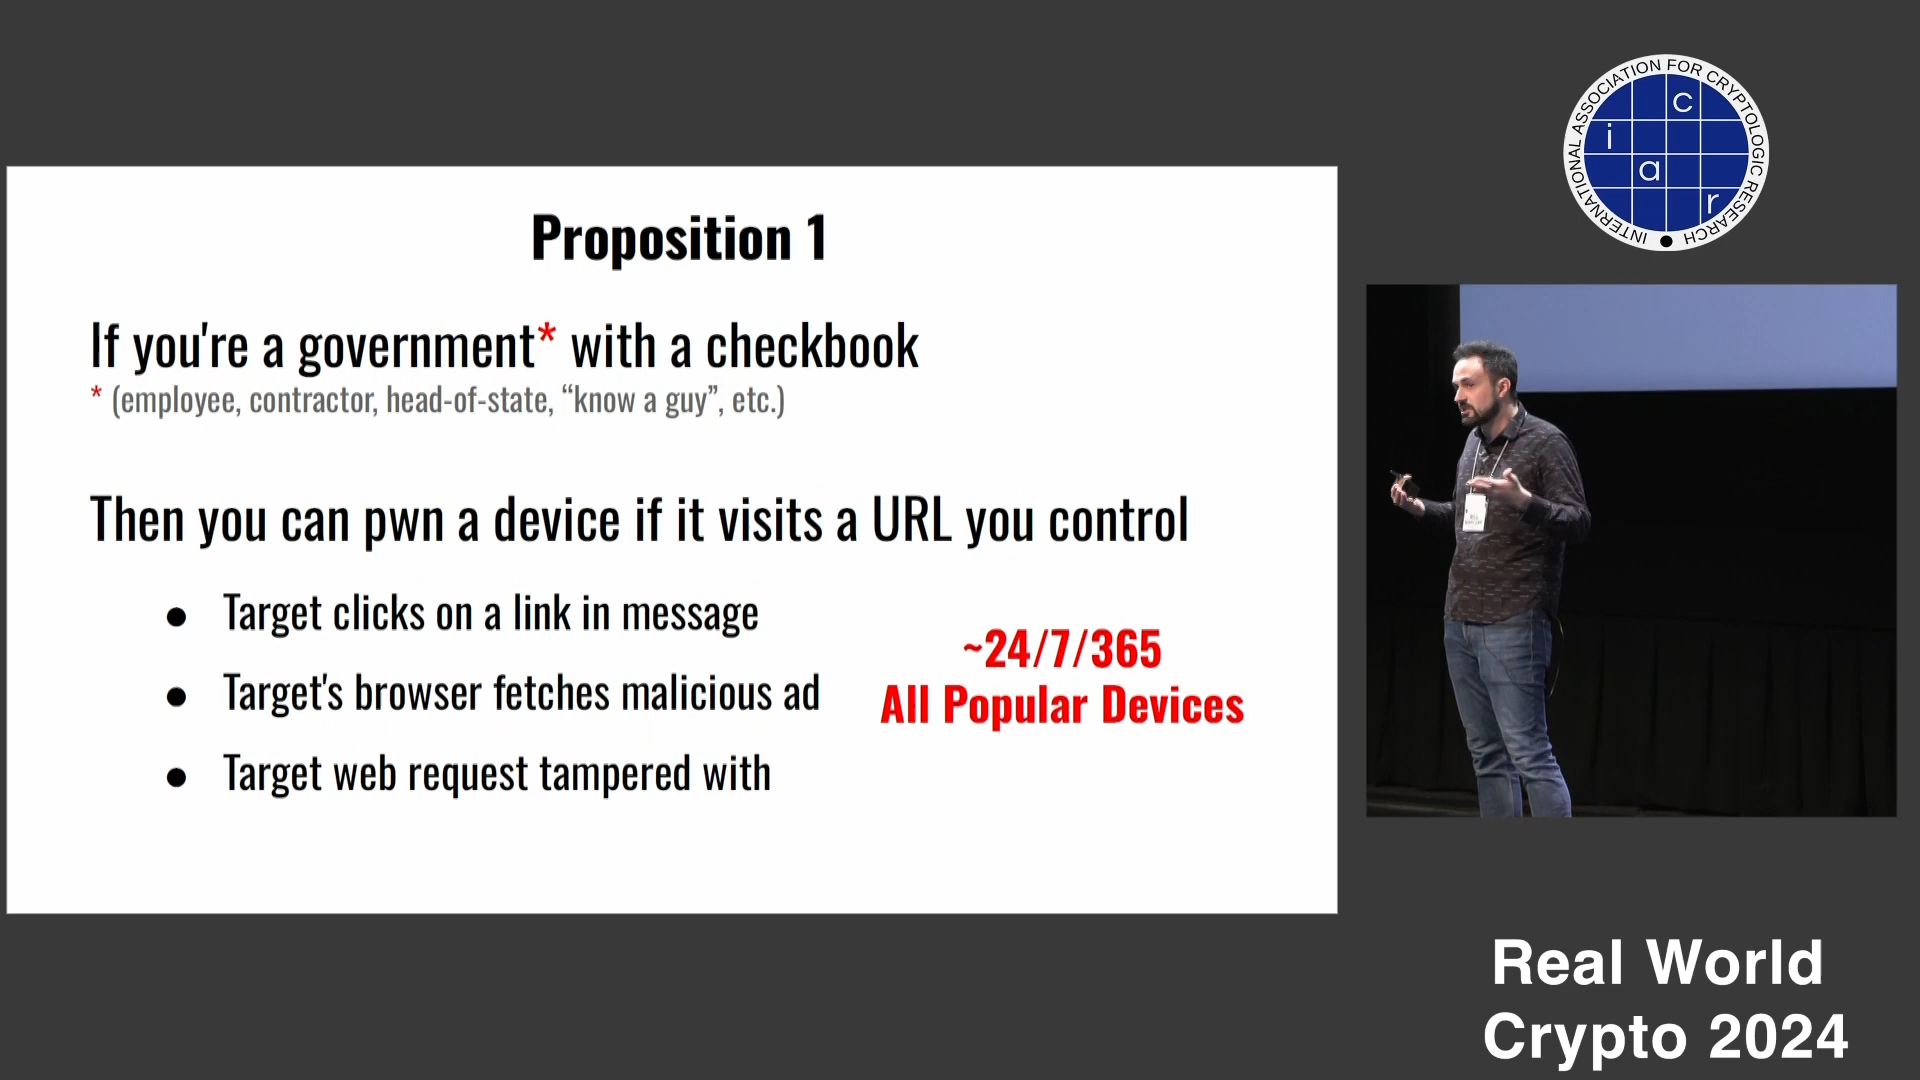 Proposition 1
If you're a government* with a checkbook
* (employee, contractor, head-of-state, “know a guy”, etc.)
Then you can pwn a device if it visits a URL you control
● Target clicks on a link in message
● Target's browser fetches malicious ad
● Target web request tampered with
~24/7/365
All Popular Devices
INTERNATIONAL ASSOCIATION FOR CRYPTOLOGIC RESEARCH
i a c r
Real World
Crypto 2024